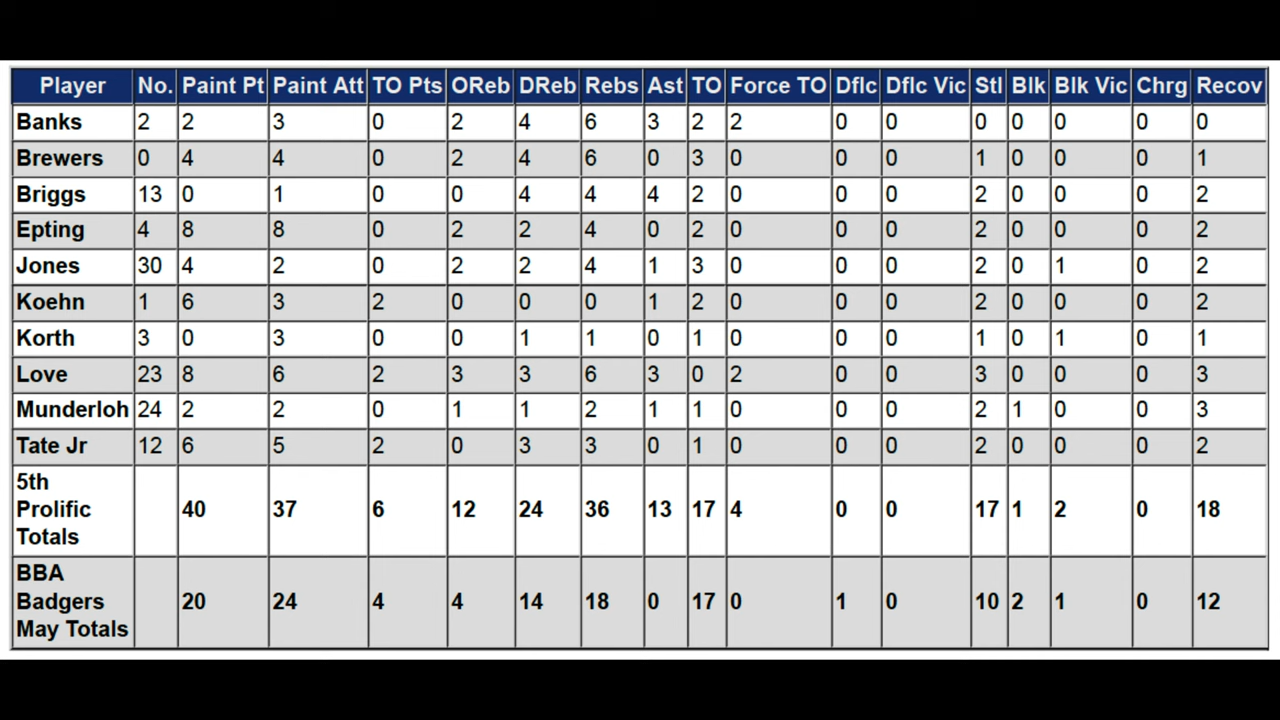 Player No. Paint Pt Paint Att TO Pts OReb DReb Rebs Ast TO Force TO Dflc Dflc Vic Stl Blk Blk Vic Chrg Recov
Banks 2 2 3 0 2 4 6 3 2 2 0 0 0 0 0 0 0
Brewers 0 4 4 0 2 4 6 0 3 0 0 0 1 0 0 0 1
Briggs 13 0 1 0 0 4 4 4 2 0 0 0 2 0 0 0 2
Epting 4 8 8 0 2 2 4 0 2 0 0 0 2 0 0 0 2
Jones 30 4 2 0 2 2 4 1 3 0 0 0 2 0 1 0 2
Koehn 1 6 3 2 0 0 0 1 2 0 0 0 2 0 0 0 2
Korth 3 0 3 0 0 1 1 0 1 0 0 0 1 0 1 0 1
Love 23 8 6 2 3 3 6 3 0 2 0 0 3 0 0 0 3
Munderloh 24 2 2 0 1 1 2 1 1 0 0 0 2 1 0 0 3
Tate Jr 12 6 5 2 0 3 3 0 1 0 0 0 2 0 0 0 2
5th
Prolific 40 37 6 12 24 36 13 17 4 0 0 17 1 2 0 18
Totals
BBA
Badgers 20 24 4 4 14 18 0 17 0 1 0 10 2 1 0 12
May Totals